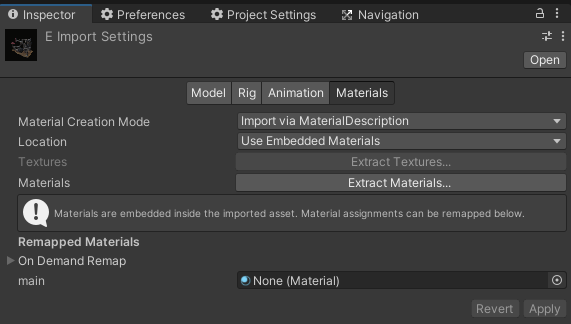 Inspector Preferences Project Settings Navigation
E Import Settings
Open
Model Rig Animation Materials
Material Creation Mode Import via MaterialDescription
Location Use Embedded Materials
Textures Extract Textures...
Materials Extract Materials...
Materials are embedded inside the imported asset. Material assignments can be remapped below.
Remapped Materials
On Demand Remap
main None (Material)
Revert Apply